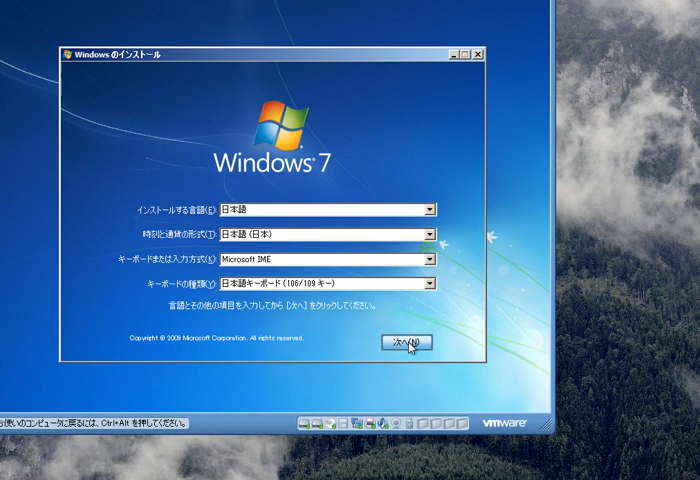 Windows のインストール
Windows 7
インストールする言語(E): 日本語
時刻と通貨の形式(T): 日本語 (日本)
キーボードまたは入力方式(K): Microsoft IME
キーボードの種類(Y): 日本語キーボード (106/109 キー)
言語とその他の項目を入力してから [次へ] をクリックしてください。
Copyright © 2009 Microsoft Corporation. All rights reserved.
次へ(N)
お使いのコンピュータに戻るには、Ctrl+Alt を押してください。
vmware